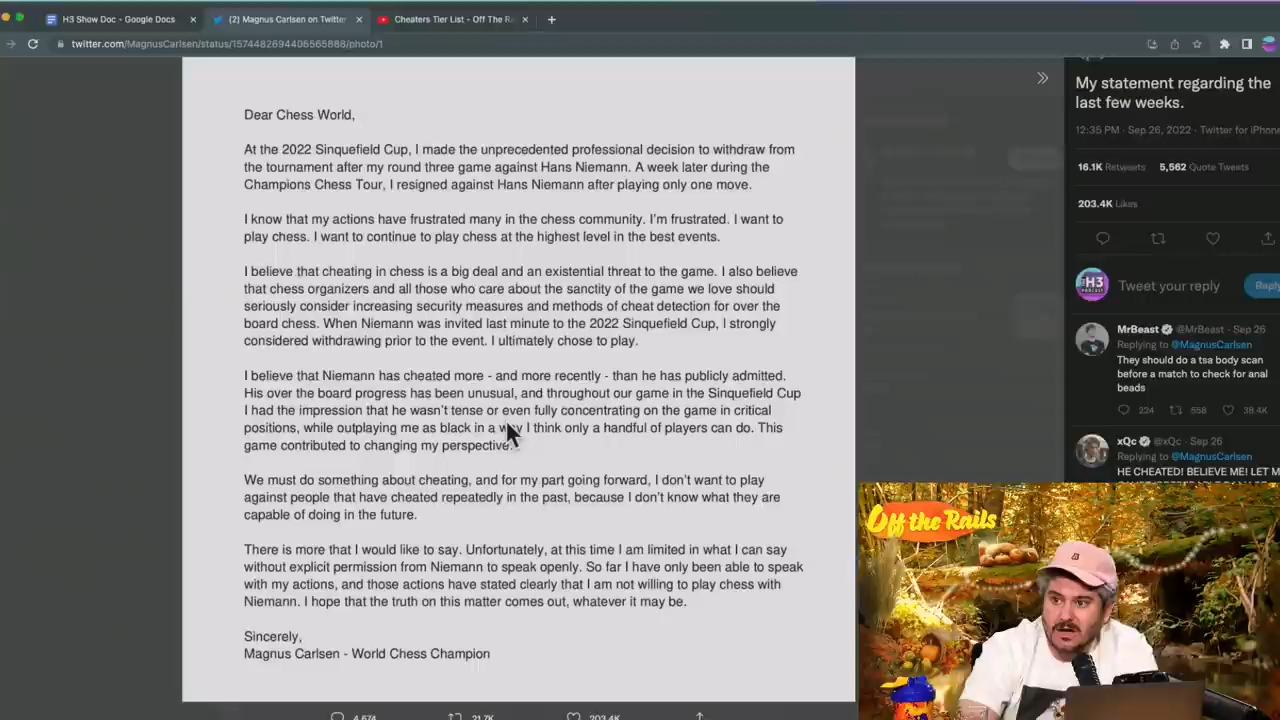 H3 Show Doc - Google Docs
(2) Magnus Carlsen on Twitter
Cheaters Tier List - Off The Ra
twitter.com/MagnusCarlsen/status/1574482694406565888/photo/1
Dear Chess World,
At the 2022 Sinquefield Cup, I made the unprecedented professional decision to withdraw from
the tournament after my round three game against Hans Niemann. A week later during the
Champions Chess Tour, I resigned against Hans Niemann after playing only one move.
I know that my actions have frustrated many in the chess community. I'm frustrated. I want to
play chess. I want to continue to play chess at the highest level in the best events.
I believe that cheating in chess is a big deal and an existential threat to the game. I also believe
that chess organizers and all those who care about the sanctity of the game we love should
seriously consider increasing security measures and methods of cheat detection for over the
board chess. When Niemann was invited last minute to the 2022 Sinquefield Cup, I strongly
considered withdrawing prior to the event. I ultimately chose to play.
I believe that Niemann has cheated more - and more recently - than he has publicly admitted.
His over the board progress has been unusual, and throughout our game in the Sinquefield Cup
I had the impression that he wasn't tense or even fully concentrating on the game in critical
positions, while outplaying me as black in a way I think only a handful of players can do. This
game contributed to changing my perspective.
We must do something about cheating, and for my part going forward, I don't want to play
against people that have cheated repeatedly in the past, because I don't know what they are
capable of doing in the future.
There is more that I would like to say. Unfortunately, at this time I am limited in what I can say
without explicit permission from Niemann to speak openly. So far I have only been able to speak
with my actions, and those actions have stated clearly that I am not willing to play chess with
Niemann. I hope that the truth on this matter comes out, whatever it may be.
Sincerely,
Magnus Carlsen - World Chess Champion
4,674 21.7K 203.4K
My statement regarding the
last few weeks.
12:35 PM · Sep 26, 2022 · Twitter for iPhone
16.1K Retweets 5,562 Quote Tweets
203.4K Likes
H3 PODCAST
Tweet your reply
Reply
MrBeast @MrBeast · Sep 26
Replying to @MagnusCarlsen
They should do a tsa body scan
before a match to check for anal
beads
224 558 38.4K
xQc @xQc · Sep 26
Replying to @MagnusCarlsen
HE CHEATED! BELIEVE ME! LET M
Off the Rails